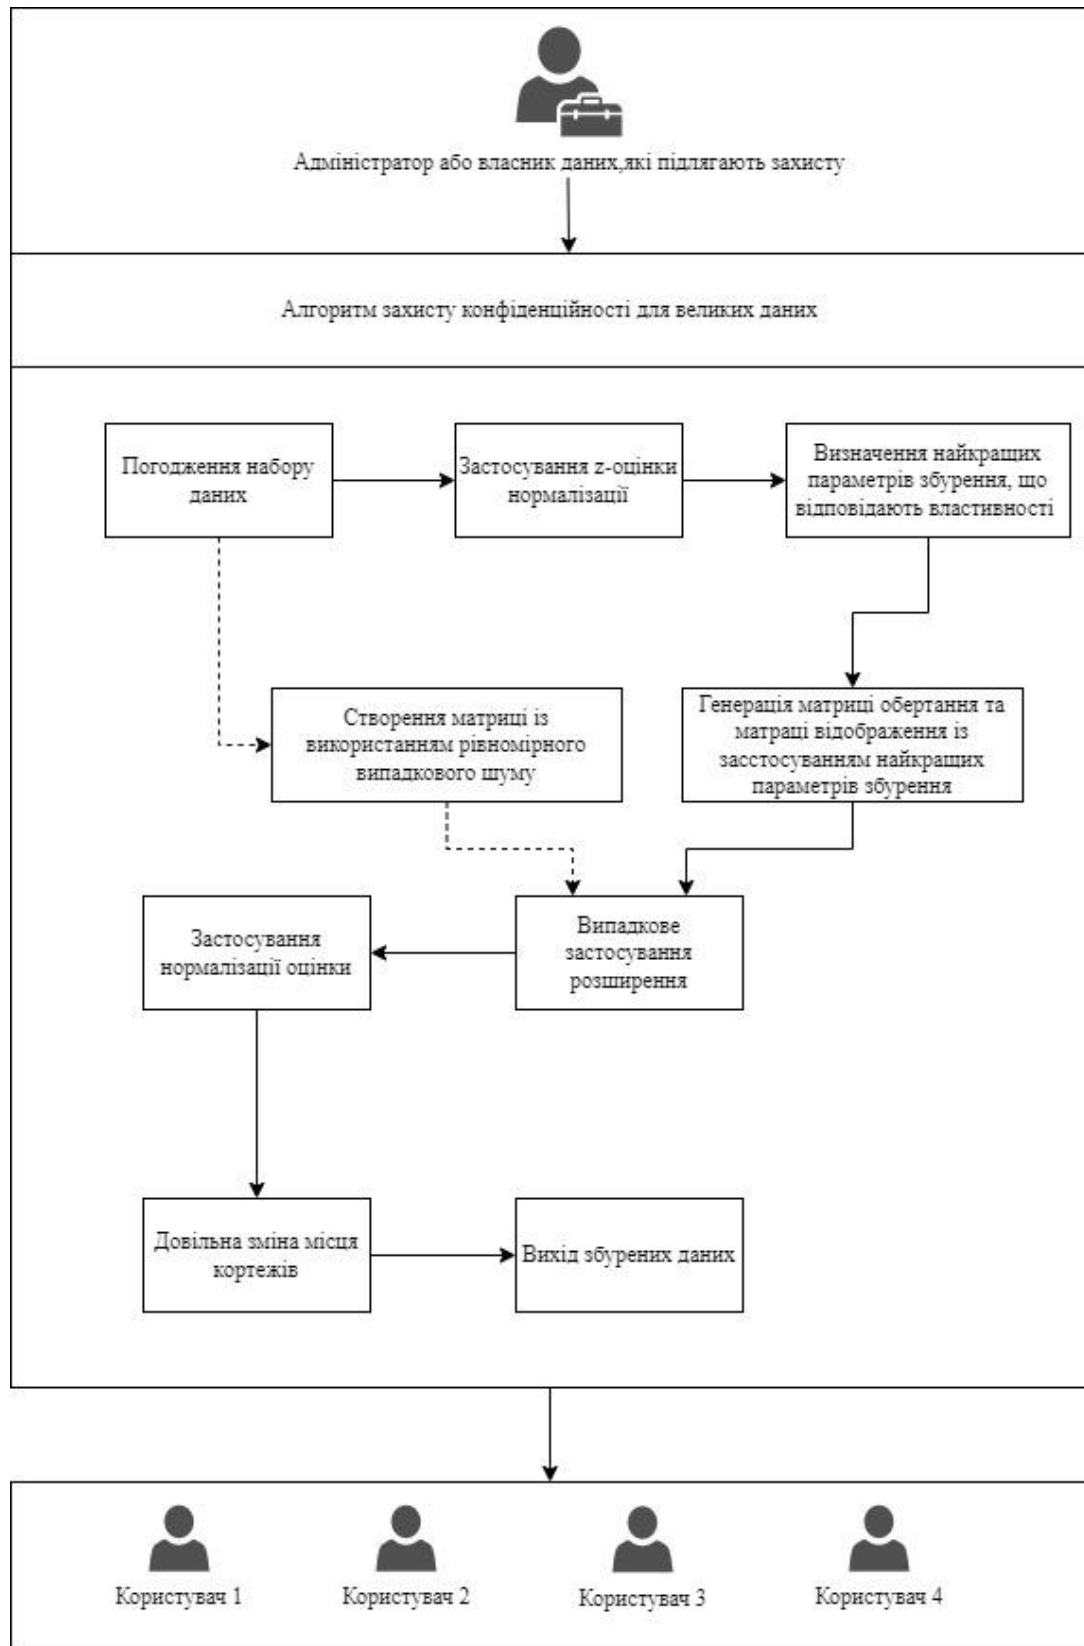 Адміністратор або власник даних,які підлягають захисту
Алгоритм захисту конфіденційності для великих даних
Погодження набору
даних
Застосування z-оцінки
нормалізації
Визначення найкращих
параметрів збурення, що
відповідають властивності
Створення матриці із
використанням рівномірного
випадкового шуму
Генерація матриці обертання та
матраці відображення із
засстосуванням найкращих
параметрів збурення
Застосування
нормалізації оцінки
Випадкове
застосування
розширення
Довільна зміна місця
кортежів
Вихід збурених даних
Користувач 1
Користувач 2
Користувач 3
Користувач 4